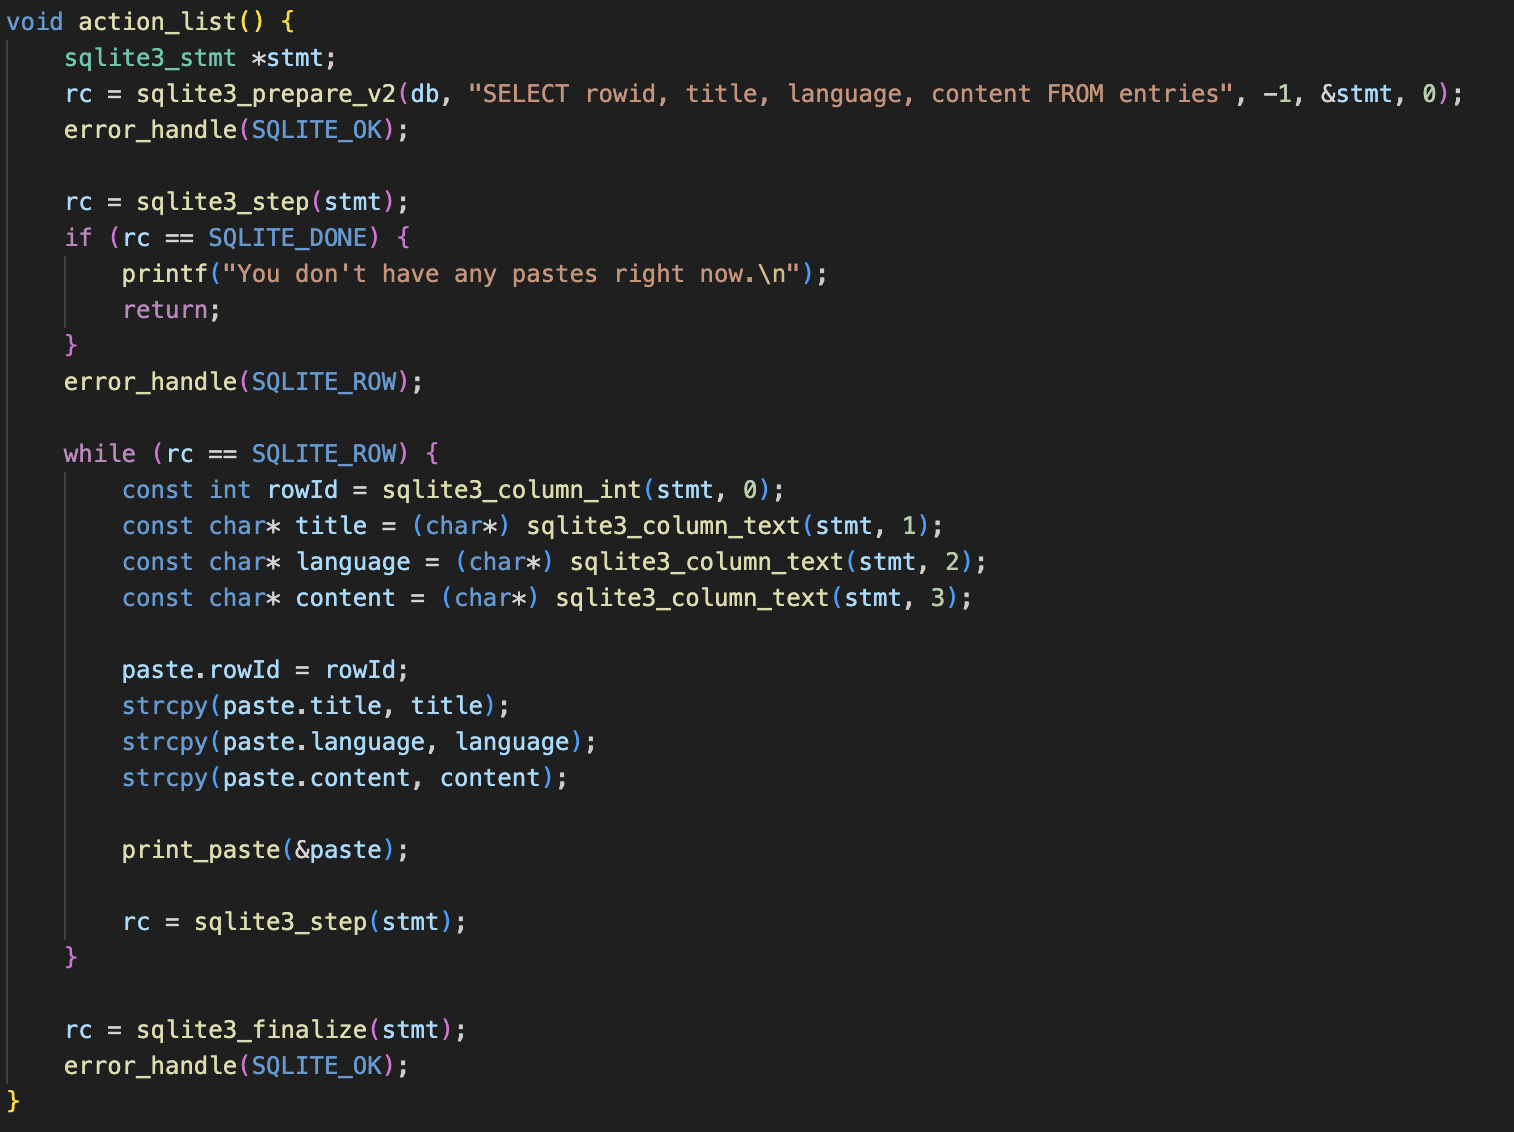 void action_list() {
    sqlite3_stmt *stmt;
    rc = sqlite3_prepare_v2(db, "SELECT rowid, title, language, content FROM entries", -1, &stmt, 0);
    error_handle(SQLITE_OK);

    rc = sqlite3_step(stmt);
    if (rc == SQLITE_DONE) {
        printf("You don't have any pastes right now.\n");
        return;
    }
    error_handle(SQLITE_ROW);

    while (rc == SQLITE_ROW) {
        const int rowId = sqlite3_column_int(stmt, 0);
        const char* title = (char*) sqlite3_column_text(stmt, 1);
        const char* language = (char*) sqlite3_column_text(stmt, 2);
        const char* content = (char*) sqlite3_column_text(stmt, 3);

        paste.rowId = rowId;
        strcpy(paste.title, title);
        strcpy(paste.language, language);
        strcpy(paste.content, content);

        print_paste(&paste);

        rc = sqlite3_step(stmt);
    }

    rc = sqlite3_finalize(stmt);
    error_handle(SQLITE_OK);
}